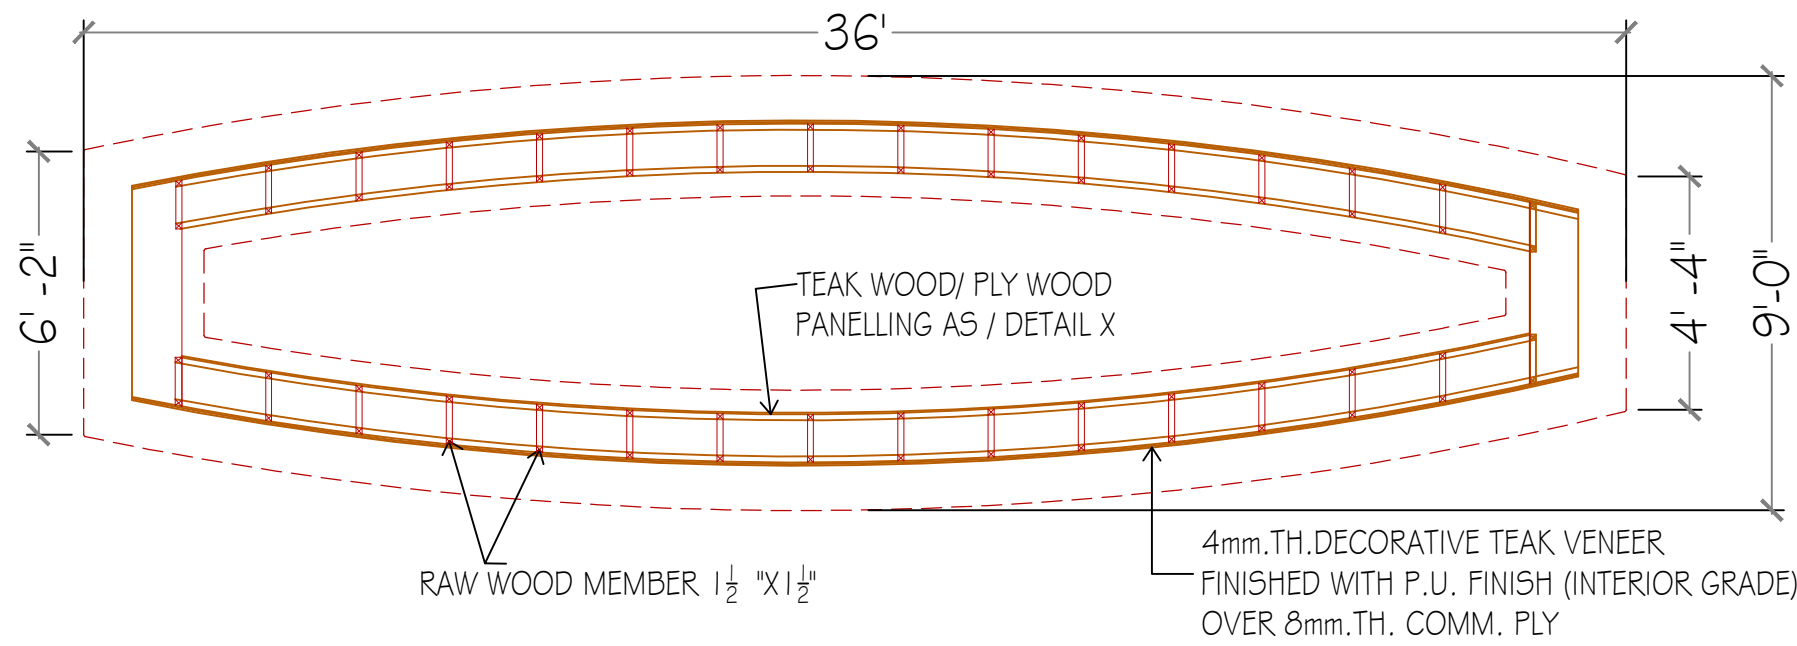 36'
6' -2"
4' -4"
9'-0"
TEAK WOOD/ PLY WOOD
PANELLING AS / DETAIL X
RAW WOOD MEMBER 1½ "X1½"
4mm.TH.DECORATIVE TEAK VENEER
FINISHED WITH P.U. FINISH (INTERIOR GRADE)
OVER 8mm.TH. COMM. PLY